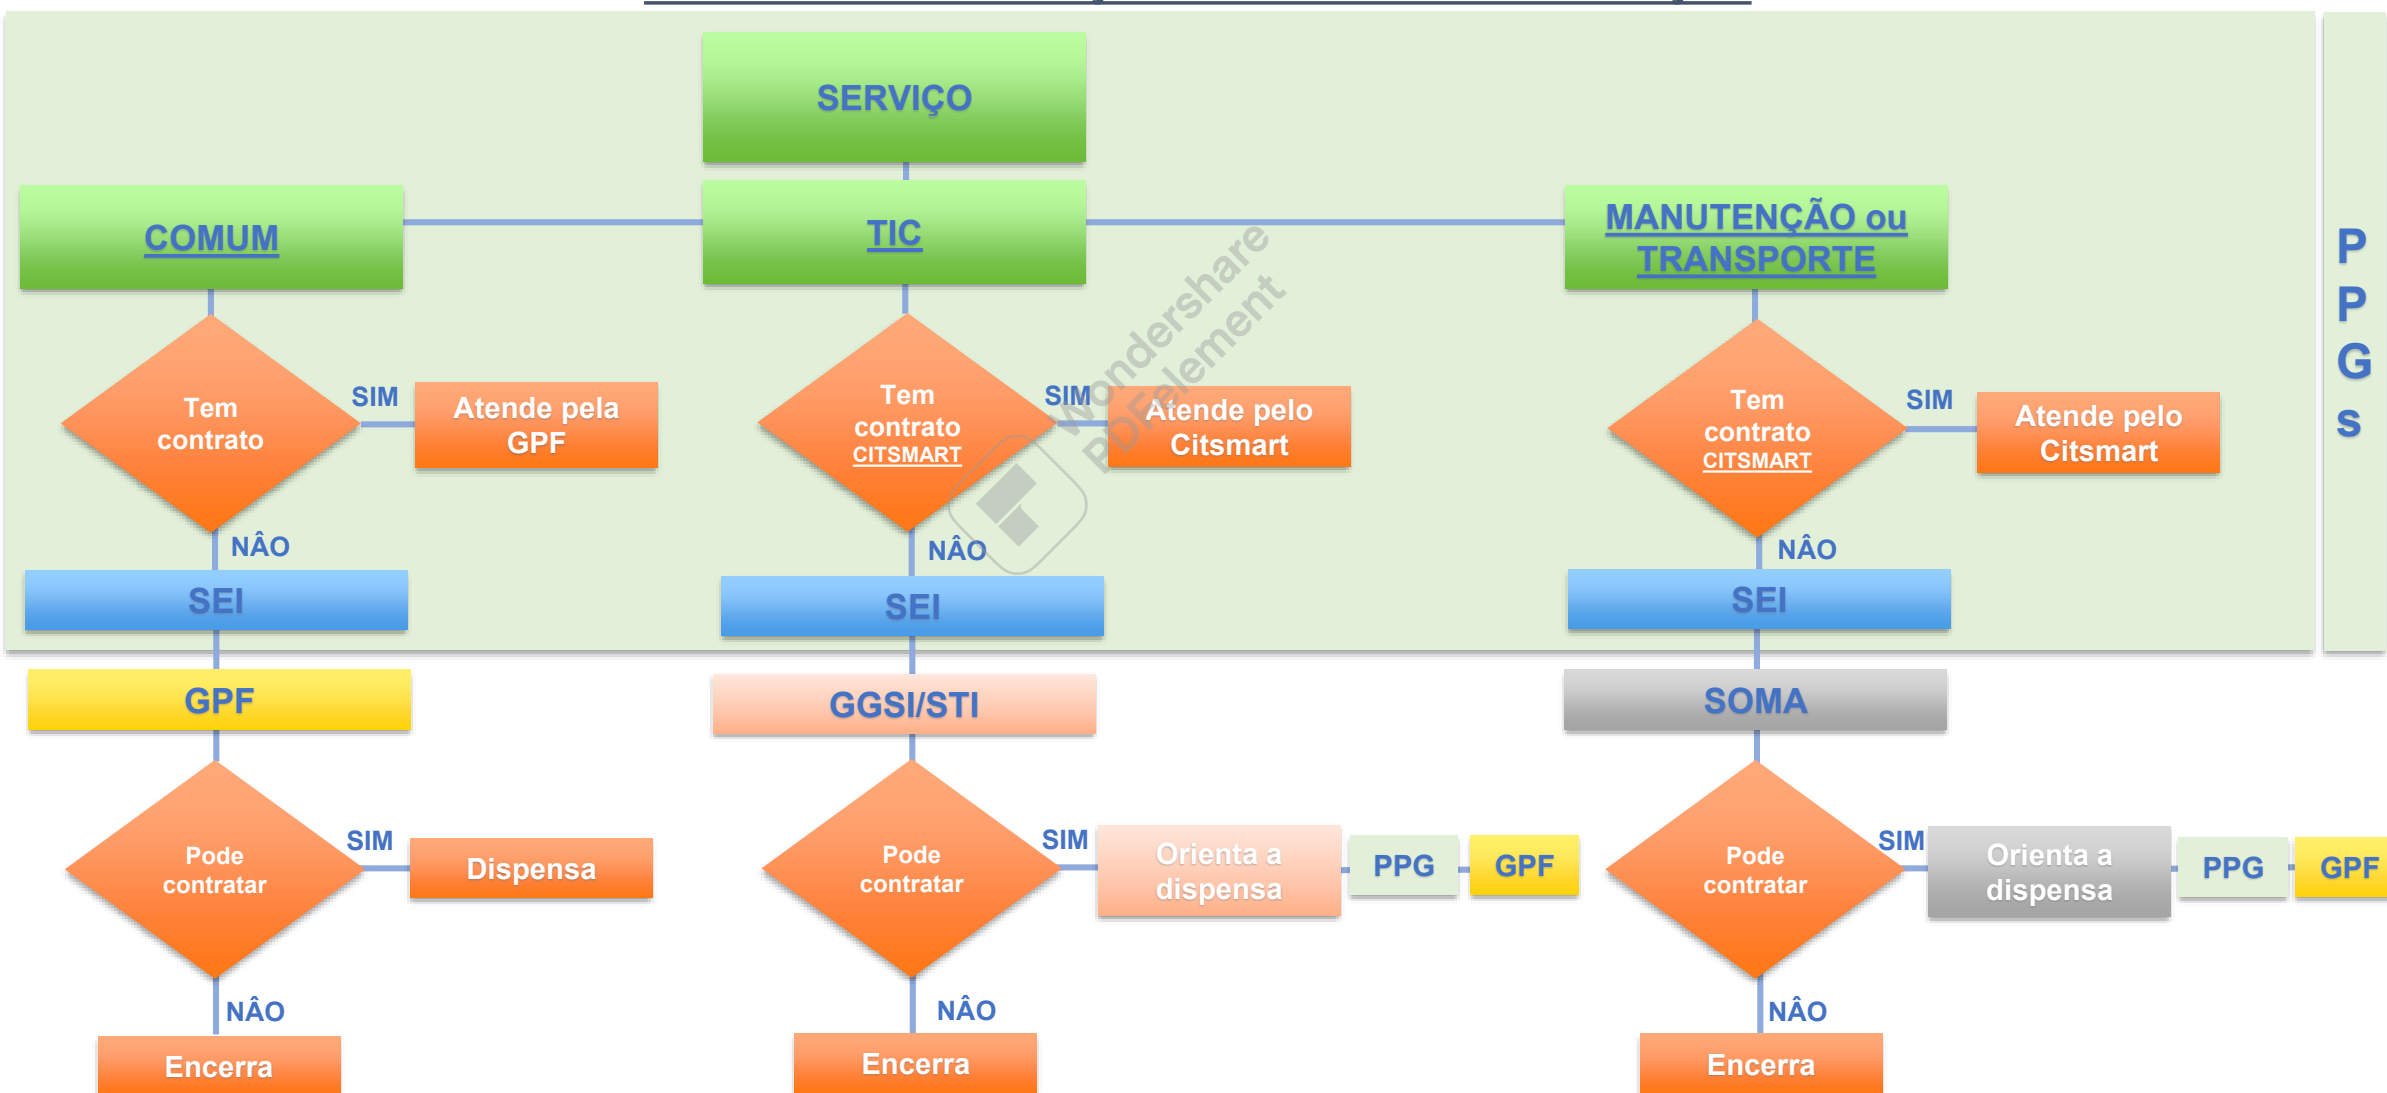 SERVIÇO
COMUM
TIC
MANUTENÇÃO ou
TRANSPORTE
P
P
G
s
Tem
contrato
SIM
Atende pela
GPF
Tem
contrato
CITSMART
SIM
Atende pelo
Citsmart
Tem
contrato
CITSMART
SIM
Atende pelo
Citsmart
Wondershare
PDFelement
NÂO
NÂO
NÂO
SEI
SEI
SEI
GPF
GGSI/STI
SOMA
Pode
contratar
SIM
Dispensa
Pode
contratar
SIM
Orienta a
dispensa
PPG
GPF
Pode
contratar
SIM
Orienta a
dispensa
PPG
GPF
NÂO
NÂO
NÂO
Encerra
Encerra
Encerra